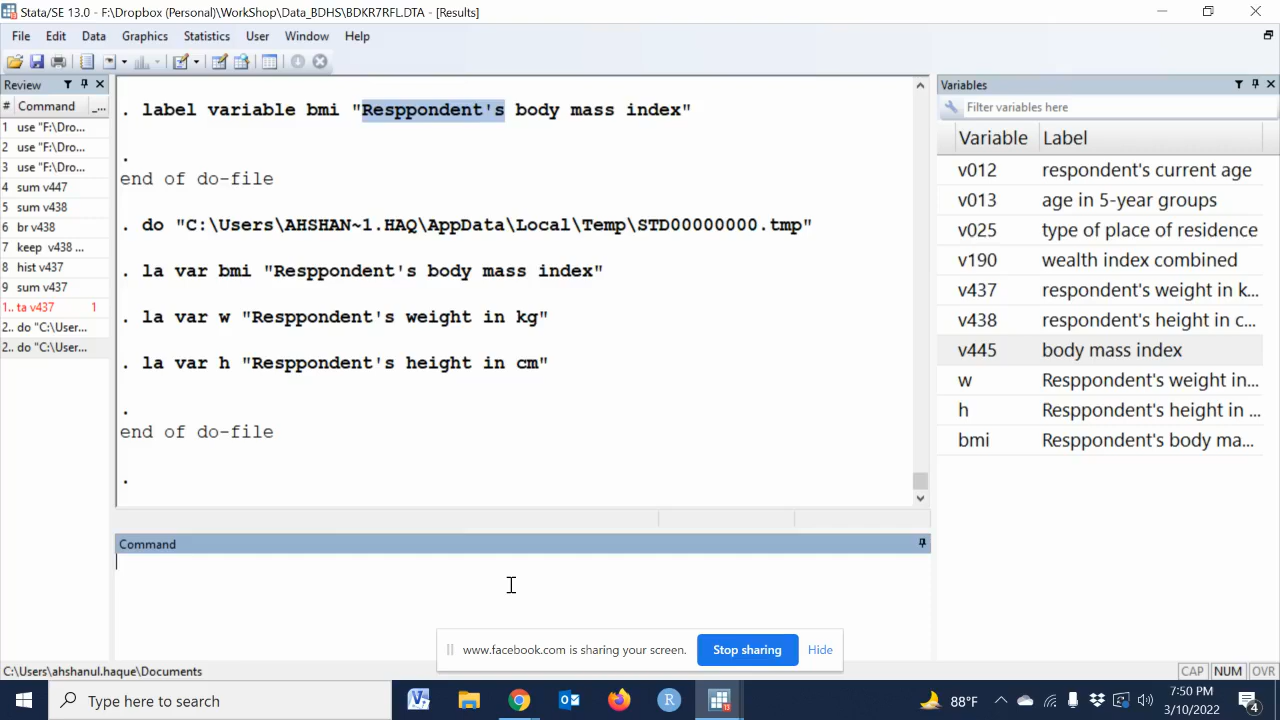 Stata/SE 13.0 - F:\Dropbox (Personal)\WorkShop\Data_BDHS\BDKR7RFL.DTA - [Results]
File Edit Data Graphics Statistics User Window Help
Review
# Command
1 use "F:\Dro...
2 use "F:\Dro...
3 use "F:\Dro...
4 sum v447
5 sum v438
6 br v438
7 keep v438 ...
8 hist v437
9 sum v437
1.. ta v437 1
2.. do "C:\User...
2.. do "C:\User...
. label variable bmi "Resppondent's body mass index"
.
end of do-file
. do "C:\Users\AHSHAN~1.HAQ\AppData\Local\Temp\STD00000000.tmp"
. la var bmi "Resppondent's body mass index"
. la var w "Resppondent's weight in kg"
. la var h "Resppondent's height in cm"
.
end of do-file
.
Command
Variables
Filter variables here
Variable Label
v012 respondent's current age
v013 age in 5-year groups
v025 type of place of residence
v190 wealth index combined
v437 respondent's weight in k...
v438 respondent's height in c...
v445 body mass index
w Resppondent's weight in...
h Resppondent's height in ...
bmi Resppondent's body ma...
www.facebook.com is sharing your screen. Stop sharing Hide
C:\Users\ahshanul.haque\Documents
CAP NUM OVR
Type here to search
88°F
7:50 PM
3/10/2022
4